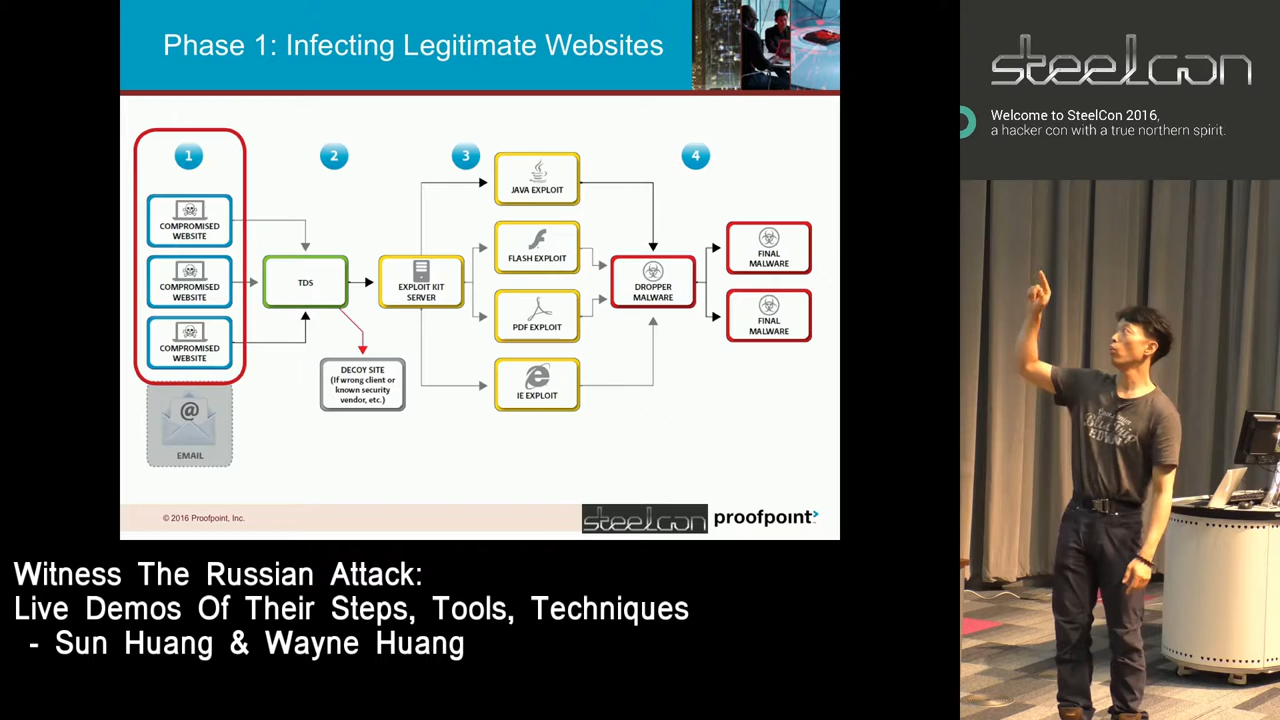 Phase 1: Infecting Legitimate Websites
1
2
3
4
COMPROMISED
WEBSITE
COMPROMISED
WEBSITE
COMPROMISED
WEBSITE
@
EMAIL
TDS
DECOY SITE
(If wrong client or
known security
vendor, etc.)
EXPLOIT KIT
SERVER
JAVA EXPLOIT
FLASH EXPLOIT
PDF EXPLOIT
IE EXPLOIT
DROPPER
MALWARE
FINAL
MALWARE
FINAL
MALWARE
© 2016 Proofpoint, Inc.
steelcon
proofpoint
steelcon
Welcome to SteelCon 2016,
a hacker con with a true northern spirit.
Witness The Russian Attack:
Live Demos Of Their Steps, Tools, Techniques
- Sun Huang & Wayne Huang